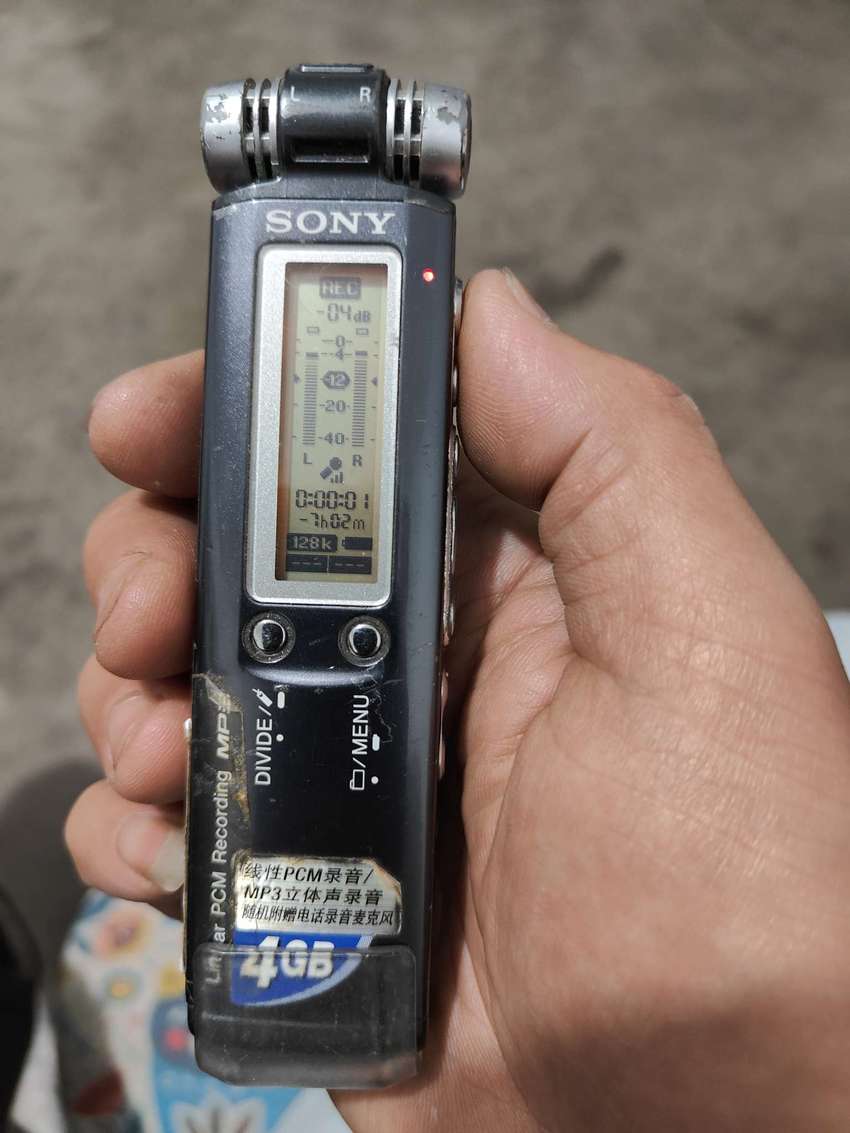 L R
SONY
REC
-04dB
-0-
-4-
-12-
-20-
-40-
L R
0:00:01
-7h02m
128k
--- ---
DIVIDE/
/MENU
Linear PCM Recording MP3
线性PCM录音/
MP3立体声录音
随机附赠电话录音麦克风
4GB